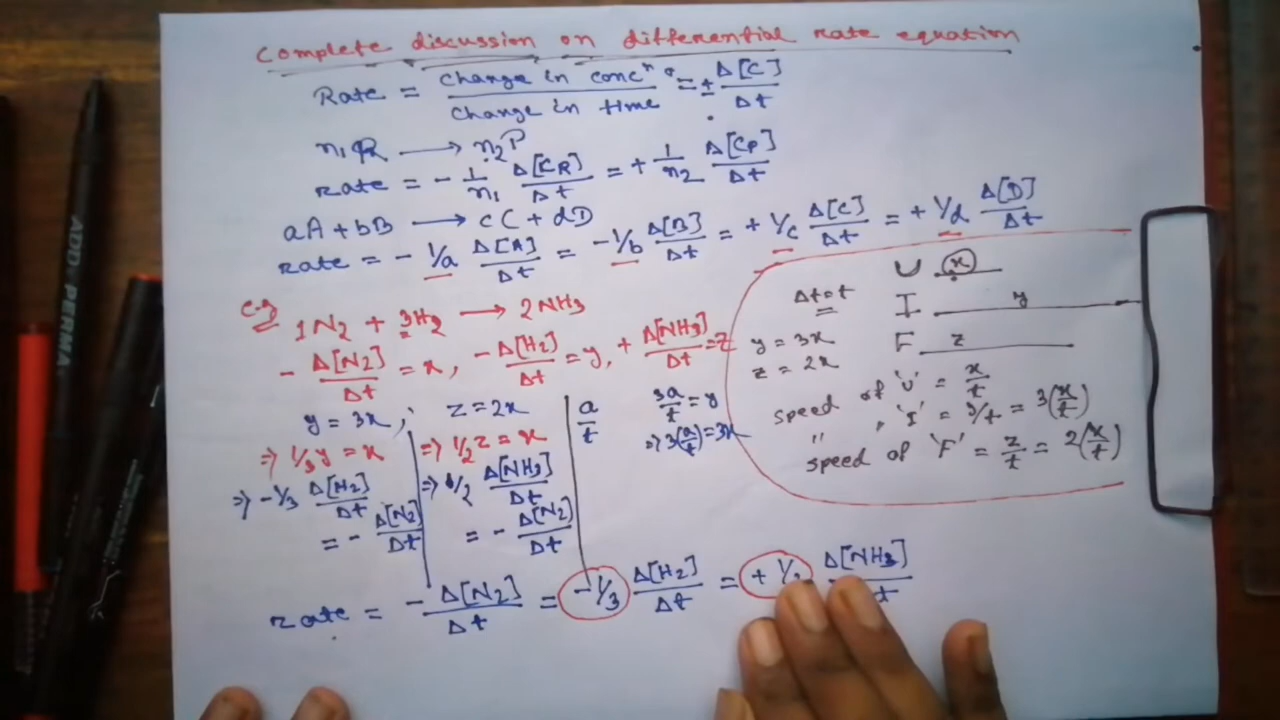 Complete discussion on differential rate equation
Rate = change in concⁿ / change in time = ± Δ[C]/Δt
n₁R ⟶ n₂P
rate = - 1/n₁ Δ[CR]/Δt = + 1/n₂ Δ[CP]/Δt
aA + bB ⟶ cC + dD
rate = - 1/a Δ[A]/Δt = - 1/b Δ[B]/Δt = + 1/c Δ[C]/Δt = + 1/d Δ[D]/Δt
e.g
1N₂ + 3H₂ ⟶ 2NH₃
- Δ[N₂]/Δt = x, - Δ[H₂]/Δt = y, + Δ[NH₃]/Δt = z
y = 3x ; z = 2x
⇒ 1/3 y = x
⇒ - 1/3 Δ[H₂]/Δt
= - Δ[N₂]/Δt
⇒ 1/2 z = x
⇒ 1/2 Δ[NH₃]/Δt
= - Δ[N₂]/Δt
a/t
3a/t = y
⇒ 3(a/t) = 3x
U x
Δt = t
I y
y = 3x
F z
z = 2x
speed of 'U' = x/t
" , 'I' = y/t = 3(x/t)
speed of 'F' = z/t = 2(x/t)
rate = - Δ[N₂]/Δt = - 1/3 Δ[H₂]/Δt = + 1/ Δ[NH₃]/ t
ADD PERMA